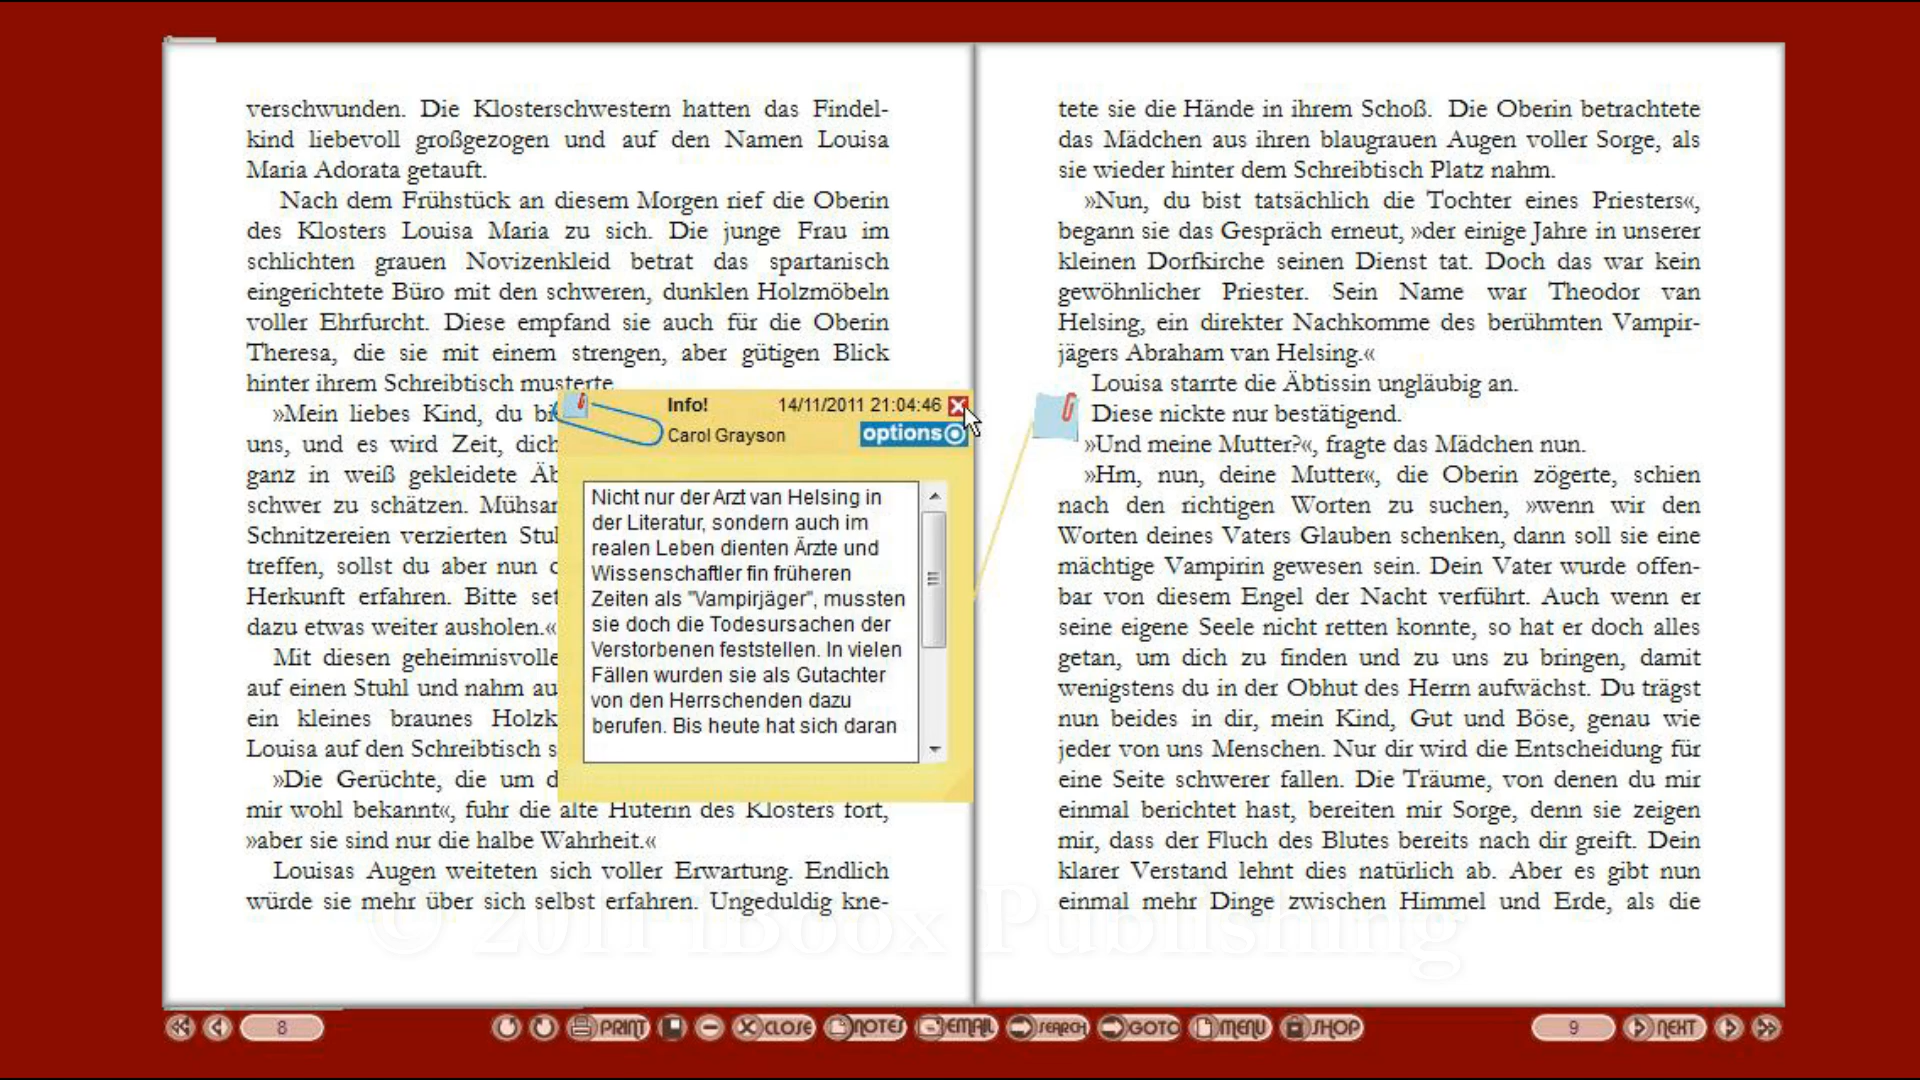 verschwunden. Die Klosterschwestern hatten das Findel-
kind liebevoll großgezogen und auf den Namen Louisa
Maria Adorata getauft.
Nach dem Frühstück an diesem Morgen rief die Oberin
des Klosters Louisa Maria zu sich. Die junge Frau im
schlichten grauen Novizenkleid betrat das spartanisch
eingerichtete Büro mit den schweren, dunklen Holzmöbeln
voller Ehrfurcht. Diese empfand sie auch für die Oberin
Theresa, die sie mit einem strengen, aber gütigen Blick
hinter ihrem Schreibtisch musterte
»Mein liebes Kind, du bi
uns, und es wird Zeit, dich
ganz in weiß gekleidete Äb
schwer zu schätzen. Mühsam
Schnitzereien verzierten Stul
treffen, sollst du aber nun
Herkunft erfahren. Bitte set
dazu etwas weiter ausholen.«
Mit diesen geheimnisvolle
auf einen Stuhl und nahm au
ein kleines braunes Holzk
Louisa auf den Schreibtisch s
»Die Gerüchte, die um d
mir wohl bekannt«, fuhr die alte Hüterin des Klosters fort,
»aber sie sind nur die halbe Wahrheit.«
Louisas Augen weiteten sich voller Erwartung. Endlich
würde sie mehr über sich selbst erfahren. Ungeduldig kne-
Info! 14/11/2011 21:04:46
Carol Grayson options
Nicht nur der Arzt van Helsing in
der Literatur, sondern auch im
realen Leben dienten Ärzte und
Wissenschaftler fin früheren
Zeiten als "Vampirjäger", mussten
sie doch die Todesursachen der
Verstorbenen feststellen. In vielen
Fällen wurden sie als Gutachter
von den Herrschenden dazu
berufen. Bis heute hat sich daran
tete sie die Hände in ihrem Schoß. Die Oberin betrachtete
das Mädchen aus ihren blaugrauen Augen voller Sorge, als
sie wieder hinter dem Schreibtisch Platz nahm.
»Nun, du bist tatsächlich die Tochter eines Priesters«,
begann sie das Gespräch erneut, »der einige Jahre in unserer
kleinen Dorfkirche seinen Dienst tat. Doch das war kein
gewöhnlicher Priester. Sein Name war Theodor van
Helsing, ein direkter Nachkomme des berühmten Vampir-
jägers Abraham van Helsing.«
Louisa starrte die Äbtissin ungläubig an.
Diese nickte nur bestätigend.
»Und meine Mutter?«, fragte das Mädchen nun.
»Hm, nun, deine Mutter«, die Oberin zögerte, schien
nach den richtigen Worten zu suchen, »wenn wir den
Worten deines Vaters Glauben schenken, dann soll sie eine
mächtige Vampirin gewesen sein. Dein Vater wurde offen-
bar von diesem Engel der Nacht verführt. Auch wenn er
seine eigene Seele nicht retten konnte, so hat er doch alles
getan, um dich zu finden und zu uns zu bringen, damit
wenigstens du in der Obhut des Herrn aufwächst. Du trägst
nun beides in dir, mein Kind, Gut und Böse, genau wie
jeder von uns Menschen. Nur dir wird die Entscheidung für
eine Seite schwerer fallen. Die Träume, von denen du mir
einmal berichtet hast, bereiten mir Sorge, denn sie zeigen
mir, dass der Fluch des Blutes bereits nach dir greift. Dein
klarer Verstand lehnt dies natürlich ab. Aber es gibt nun
einmal mehr Dinge zwischen Himmel und Erde, als die
© 2011 iBoox Publishing
8 PRINT CLOSE NOTES EMAIL SEARCH GOTO MENU SHOP 9 NEXT